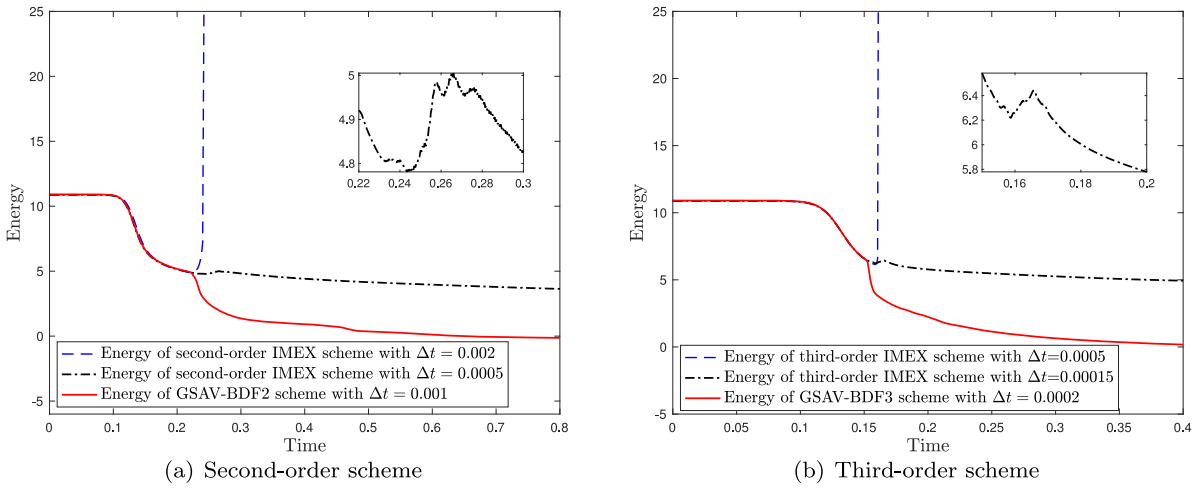 25
20
15
10
5
0
-5
Energy
0 0.1 0.2 0.3 0.4 0.5 0.6 0.7 0.8
Time
5
4.9
4.8
0.22 0.24 0.26 0.28 0.3
Energy of second-order IMEX scheme with Δt = 0.002
Energy of second-order IMEX scheme with Δt = 0.0005
Energy of GSAV-BDF2 scheme with Δt = 0.001
(a) Second-order scheme
25
20
15
10
5
0
-5
Energy
0 0.05 0.1 0.15 0.2 0.25 0.3 0.35 0.4
Time
6.4
6.2
6
5.8
0.16 0.18 0.2
Energy of third-order IMEX scheme with Δt=0.0005
Energy of third-order IMEX scheme with Δt=0.00015
Energy of GSAV-BDF3 scheme with Δt = 0.0002
(b) Third-order scheme